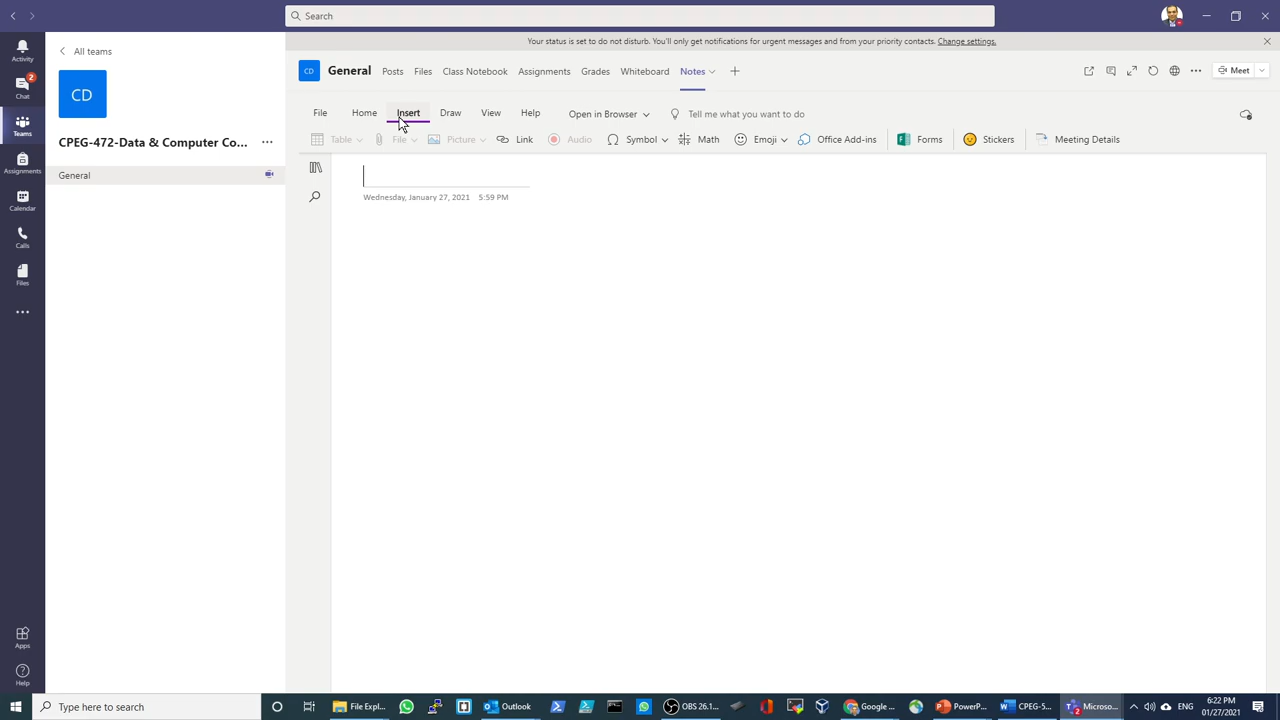 Search
Your status is set to do not disturb. You'll only get notifications for urgent messages and from your priority contacts. Change settings.
Activity
2
Chat
Teams
Assignments
Calendar
Calls
Files
Apps
Help
All teams
CD
CPEG-472-Data & Computer Co...
General
CD General Posts Files Class Notebook Assignments Grades Whiteboard Notes Meet
File Home Insert Draw View Help Open in Browser Tell me what you want to do
Table File Picture Link Audio Symbol Math Emoji Office Add-ins Forms Stickers Meeting Details
Wednesday, January 27, 2021 5:59 PM
Type here to search File Expl... Outlook OBS 26.1... Google ... PowerP... CPEG-5... Microso... ENG 6:22 PM
01/27/2021